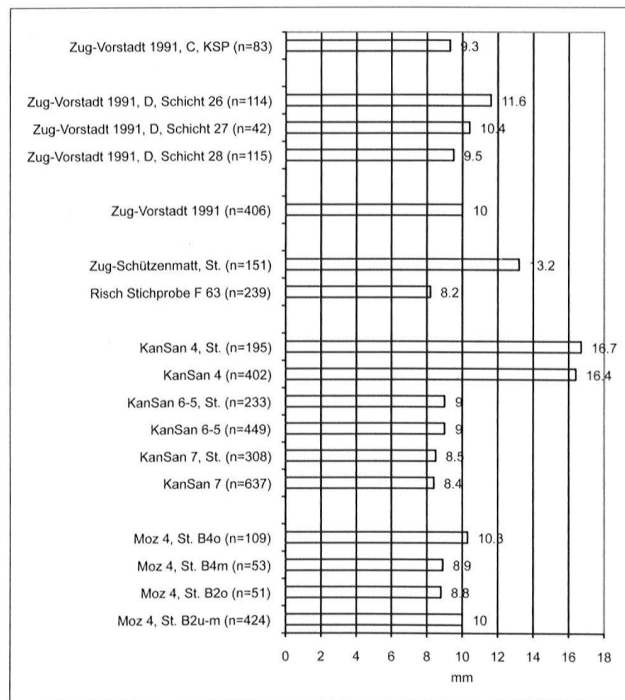 Zug-Vorstadt 1991, C, KSP (n=83) 9.3
Zug-Vorstadt 1991, D, Schicht 26 (n=114) 11.6
Zug-Vorstadt 1991, D, Schicht 27 (n=42) 10.4
Zug-Vorstadt 1991, D, Schicht 28 (n=115) 9.5
Zug-Vorstadt 1991 (n=406) 10
Zug-Schützenmatt, St. (n=151) 13.2
Risch Stichprobe F 63 (n=239) 8.2
KanSan 4, St. (n=195) 16.7
KanSan 4 (n=402) 16.4
KanSan 6-5, St. (n=233) 9
KanSan 6-5 (n=449) 9
KanSan 7, St. (n=308) 8.5
KanSan 7 (n=637) 8.4
Moz 4, St. B4o (n=109) 10.3
Moz 4, St. B4m (n=53) 8.9
Moz 4, St. B2o (n=51) 8.8
Moz 4, St. B2u-m (n=424) 10
0 2 4 6 8 10 12 14 16 18
mm